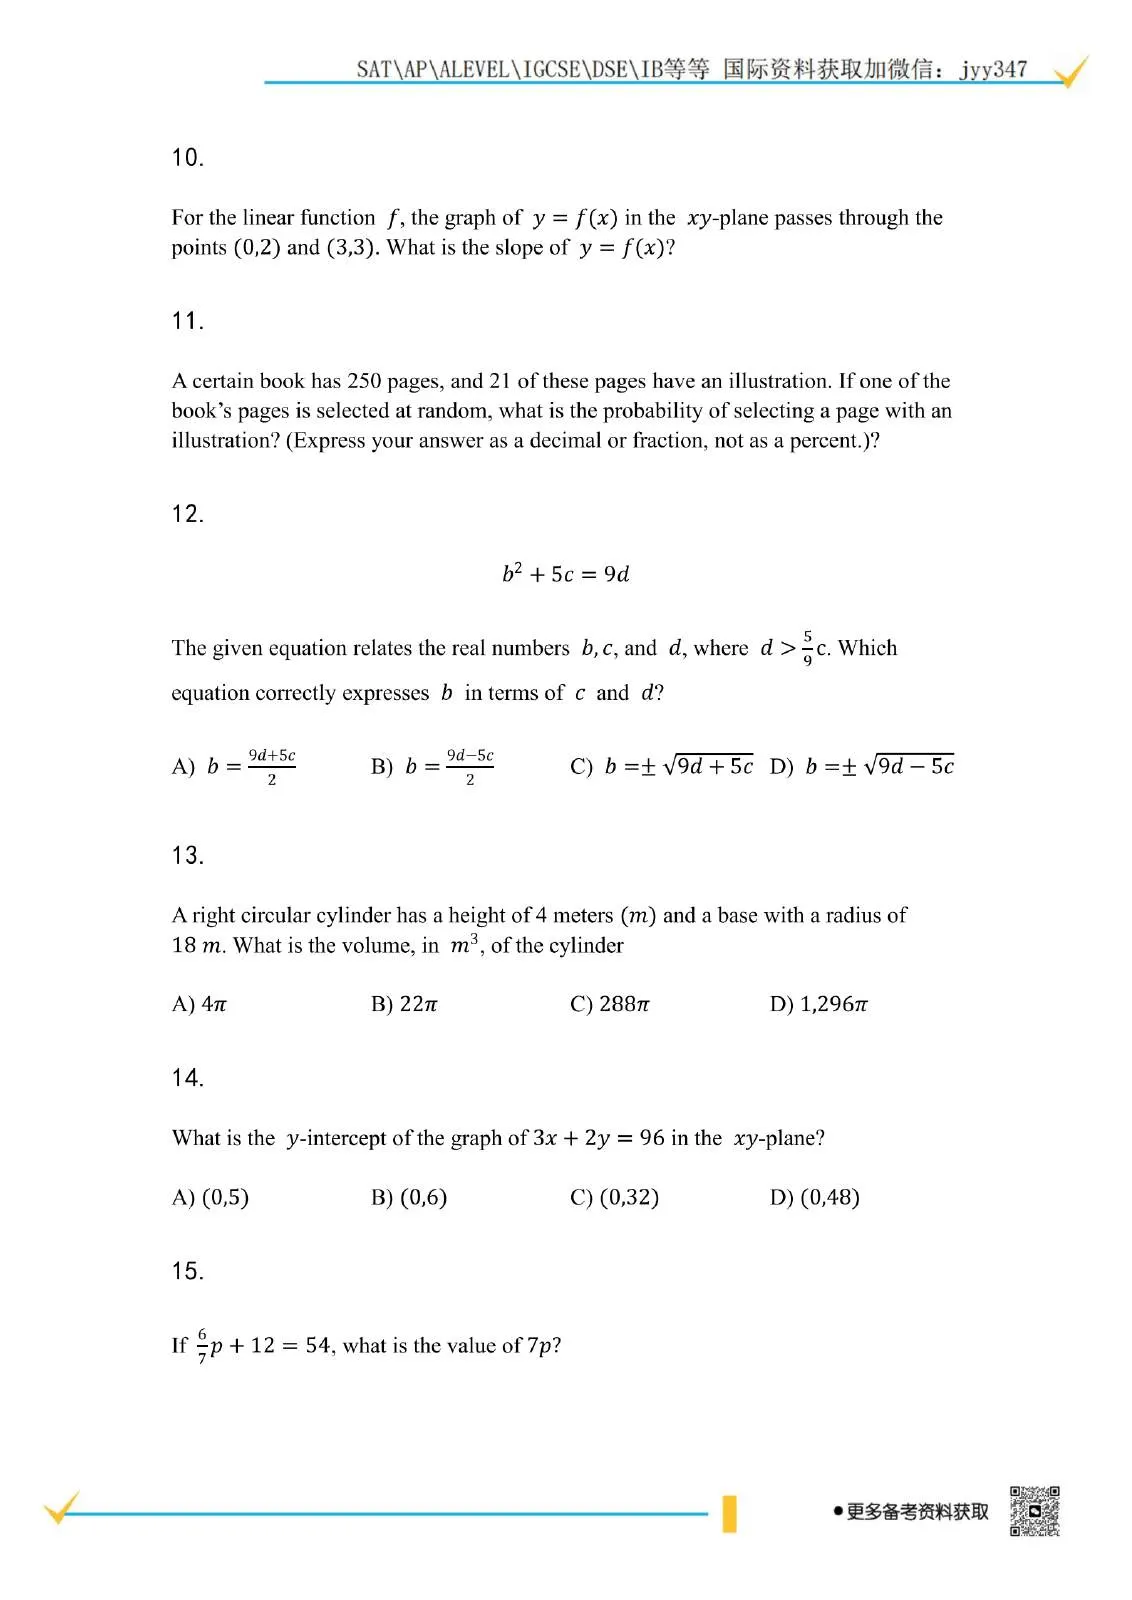 SAT\AP\ALEVEL\IGCSE\DSE\IB等等 国际资料获取加微信：jyy347
10.
For the linear function f, the graph of y = f(x) in the xy-plane passes through the
points (0,2) and (3,3). What is the slope of y = f(x)?
11.
A certain book has 250 pages, and 21 of these pages have an illustration. If one of the
book's pages is selected at random, what is the probability of selecting a page with an
illustration? (Express your answer as a decimal or fraction, not as a percent.)?
12.
b² + 5c = 9d
The given equation relates the real numbers b, c, and d, where d > 5/9 c. Which
equation correctly expresses b in terms of c and d?
A) b = 9d+5c/2 B) b = 9d−5c/2 C) b =± √9d + 5c D) b =± √9d − 5c
13.
A right circular cylinder has a height of 4 meters (m) and a base with a radius of
18 m. What is the volume, in m³, of the cylinder
A) 4π B) 22π C) 288π D) 1,296π
14.
What is the y-intercept of the graph of 3x + 2y = 96 in the xy-plane?
A) (0,5) B) (0,6) C) (0,32) D) (0,48)
15.
If 6/7 p + 12 = 54, what is the value of 7p?
●更多备考资料获取